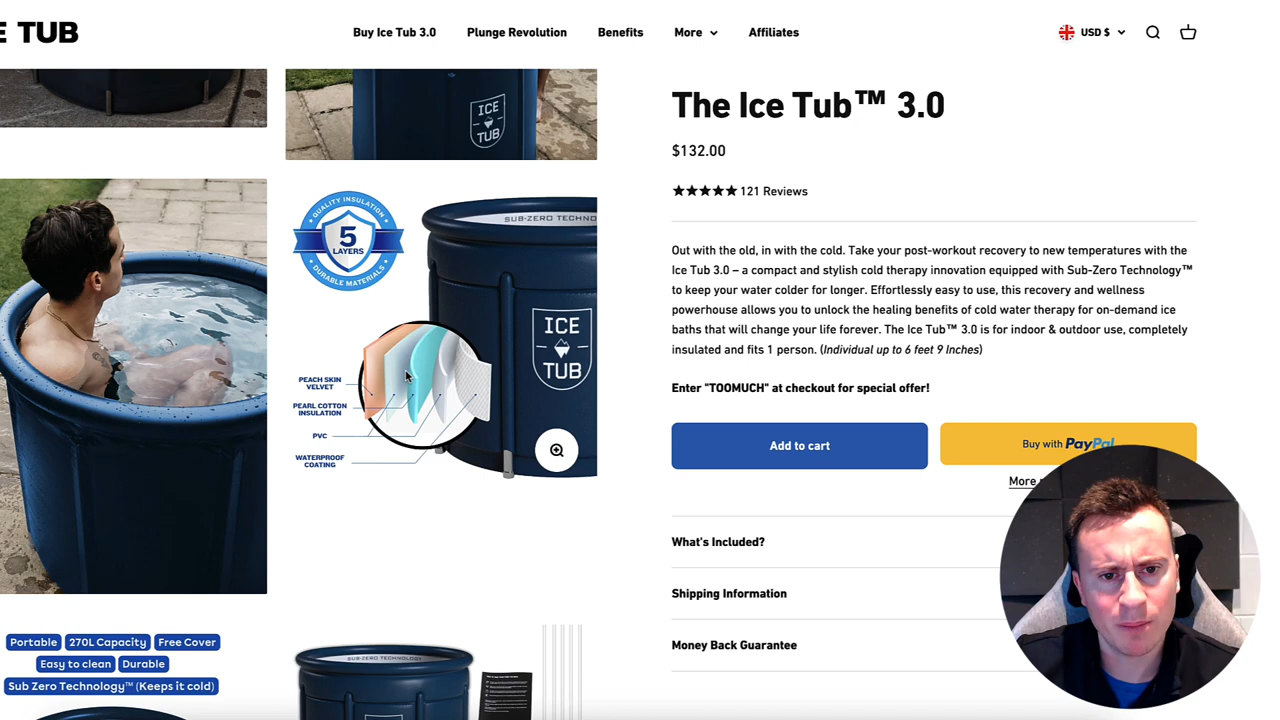 E TUB
Buy Ice Tub 3.0
Plunge Revolution
Benefits
More
Affiliates
USD $
ICE
TUB
The Ice Tub™ 3.0
$132.00
★★★★★ 121 Reviews
Out with the old, in with the cold. Take your post-workout recovery to new temperatures with the
Ice Tub 3.0 – a compact and stylish cold therapy innovation equipped with Sub-Zero Technology™
to keep your water colder for longer. Effortlessly easy to use, this recovery and wellness
powerhouse allows you to unlock the healing benefits of cold water therapy for on-demand ice
baths that will change your life forever. The Ice Tub™ 3.0 is for indoor & outdoor use, completely
insulated and fits 1 person. (Individual up to 6 feet 9 Inches)
Enter "TOOMUCH" at checkout for special offer!
Add to cart
Buy with PayPal
More
What's Included?
Shipping Information
Money Back Guarantee
QUALITY INSULATION
5
LAYERS
DURABLE MATERIALS
SUB-ZERO TECHNO
ICE
TUB
PEACH SKIN
VELVET
PEARL COTTON
INSULATION
PVC
WATERPROOF
COATING
Portable
270L Capacity
Free Cover
Easy to clean
Durable
Sub Zero Technology™ (Keeps it cold)
SUB-ZERO TECHNOLOGY
ICE
TUB